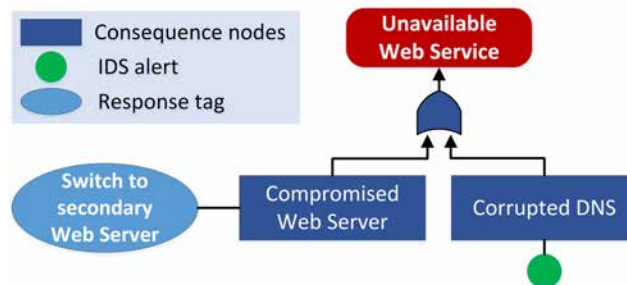 Consequence nodes
IDS alert
Response tag
Unavailable
Web Service
Switch to
secondary
Web Server
Compromised
Web Server
Corrupted DNS